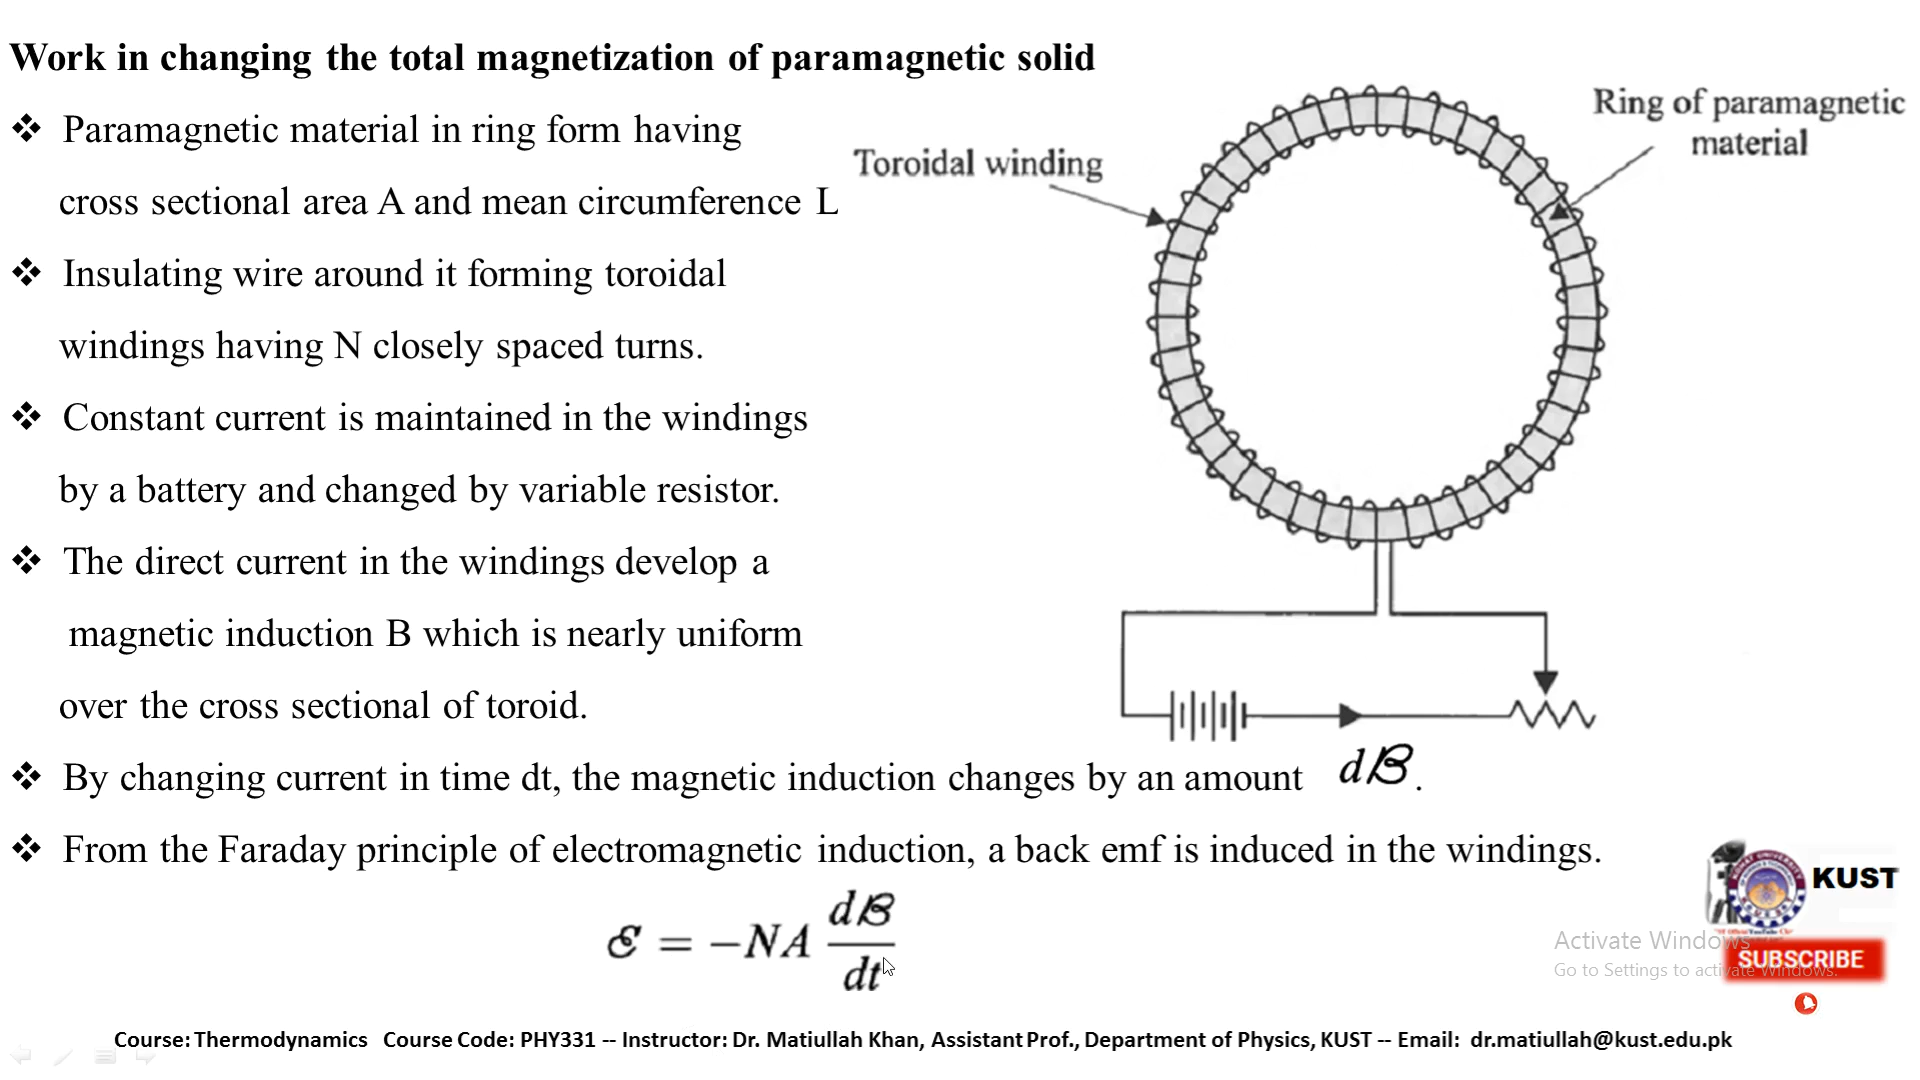 Work in changing the total magnetization of paramagnetic solid
❖ Paramagnetic material in ring form having
cross sectional area A and mean circumference L
❖ Insulating wire around it forming toroidal
windings having N closely spaced turns.
❖ Constant current is maintained in the windings
by a battery and changed by variable resistor.
❖ The direct current in the windings develop a
magnetic induction B which is nearly uniform
over the cross sectional of toroid.
❖ By changing current in time dt, the magnetic induction changes by an amount dℬ.
❖ From the Faraday principle of electromagnetic induction, a back emf is induced in the windings.
ℰ = −NA dℬ/dt
Toroidal winding
Ring of paramagnetic
material
KUST
Activate Windows
Go to Settings to activate Windows.
SUBSCRIBE
Course: Thermodynamics Course Code: PHY331 -- Instructor: Dr. Matiullah Khan, Assistant Prof., Department of Physics, KUST -- Email: dr.matiullah@kust.edu.pk